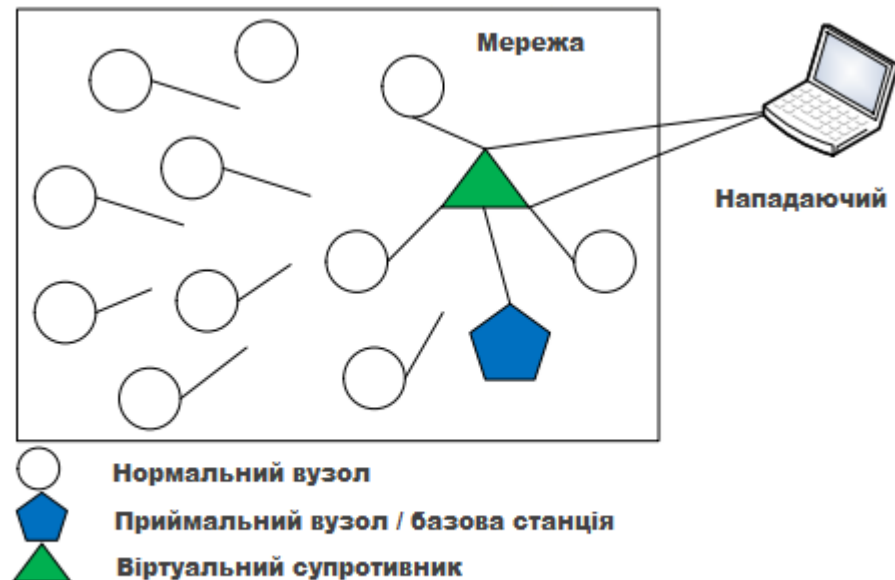 Мережа
Нападаючий
Нормальний вузол
Приймальний вузол / базова станція
Віртуальний супротивник